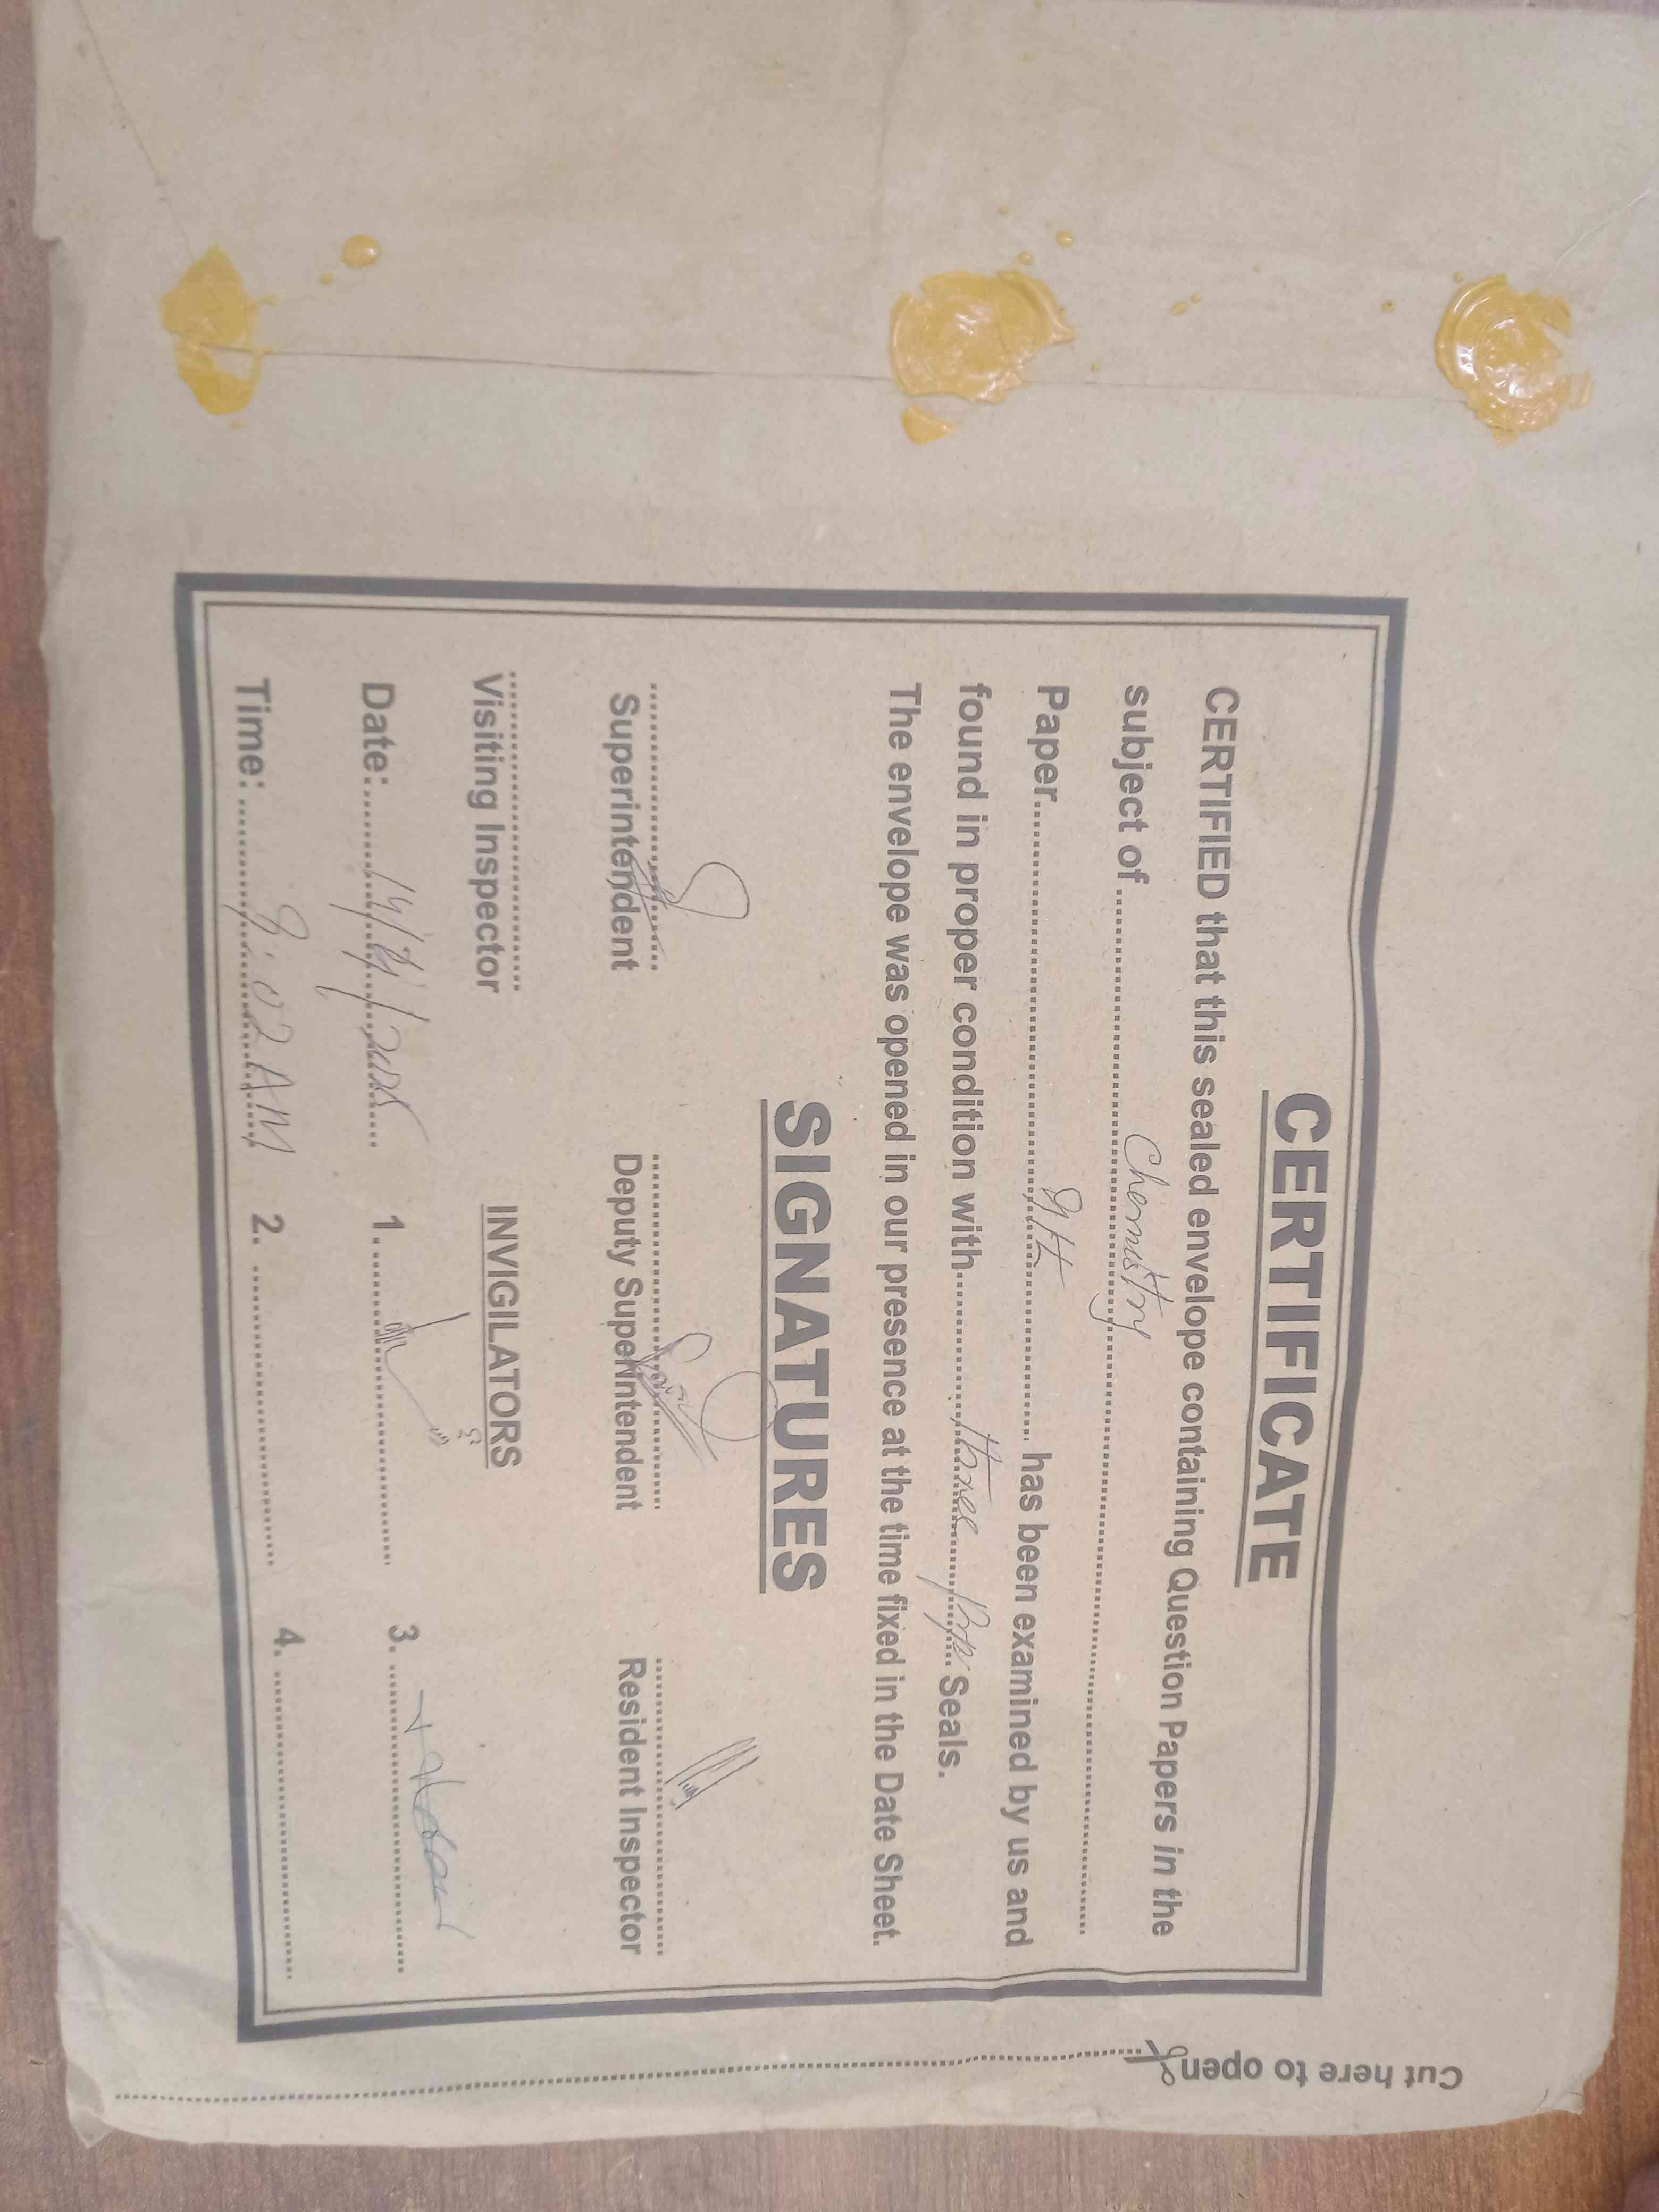 CERTIFICATE
CERTIFIED that this sealed envelope containing Question Papers in the
subject of .......... Chemistry ..........
Paper.......... 9th .......... has been examined by us and
found in proper condition with.......... three .......... Seals.
The envelope was opened in our presence at the time fixed in the Date Sheet.
SIGNATURES
Superintendent Deputy Superintendent Resident Inspector
Visiting Inspector INVIGILATORS
Date: .......... 1. .......... 3. ..........
Time: .......... 9:02 AM 2. .......... 4. ..........
Cut here to open